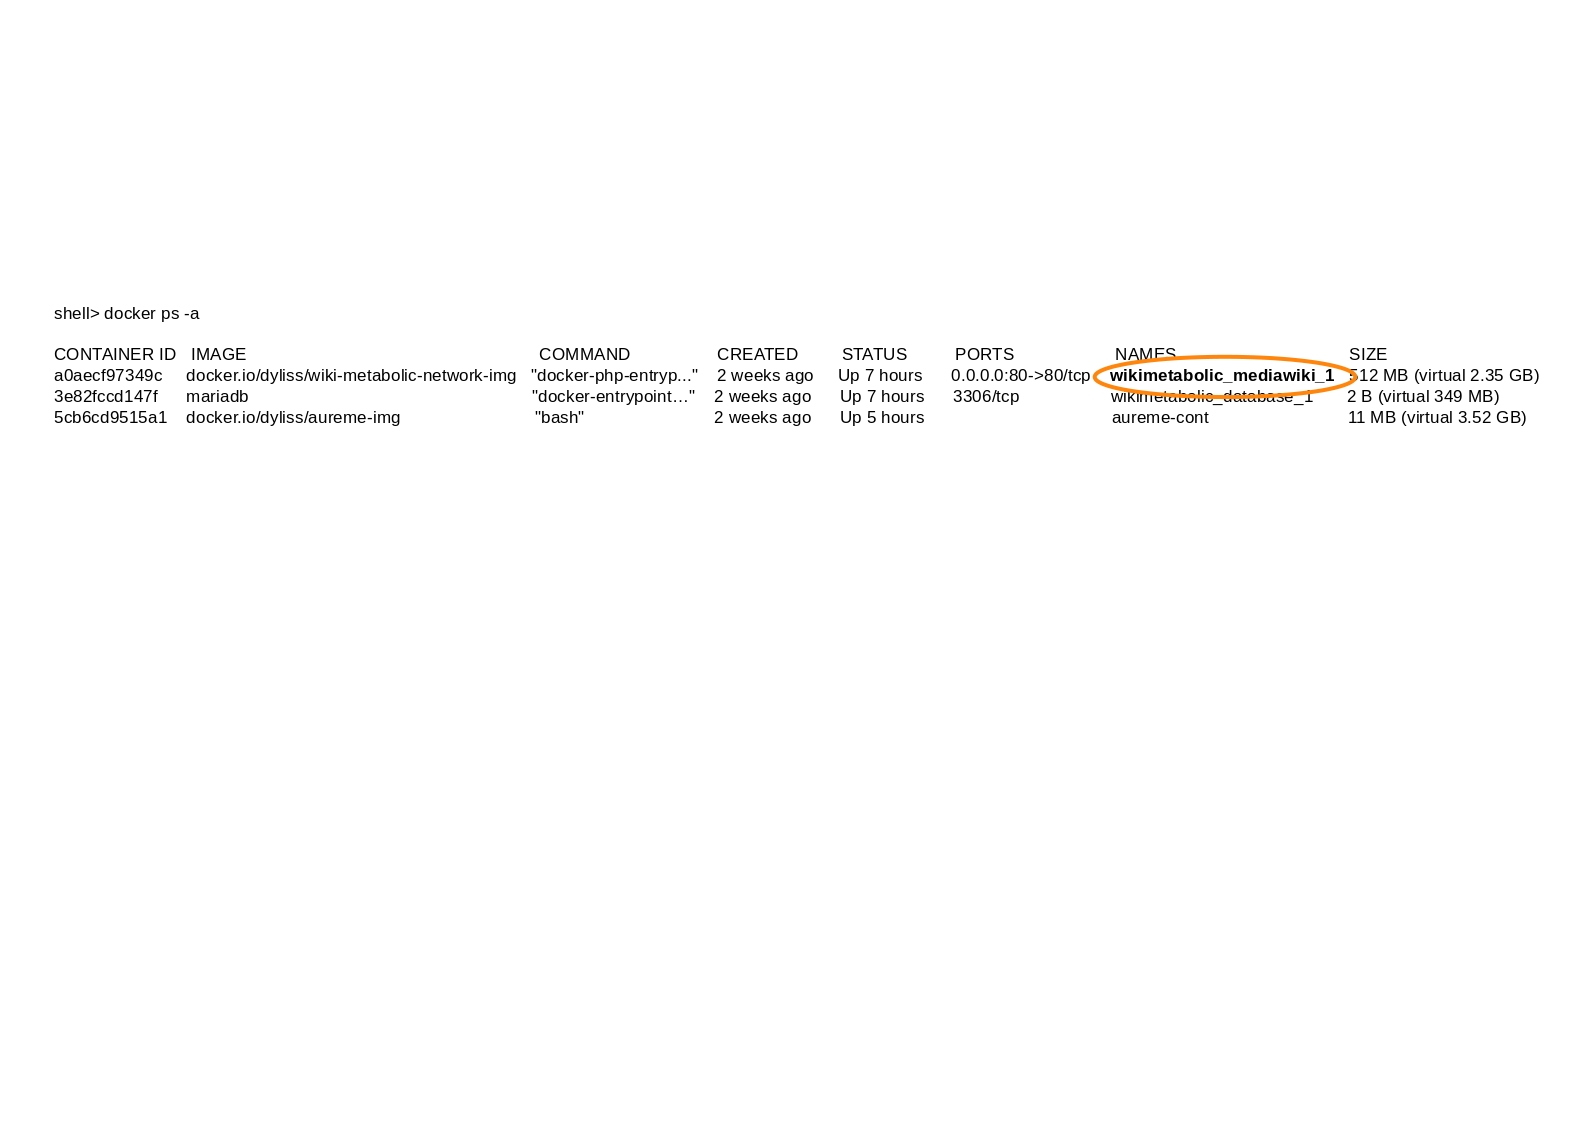 shell> docker ps -a
CONTAINER ID IMAGE COMMAND CREATED STATUS PORTS NAMES SIZE
a0aecf97349c docker.io/dyliss/wiki-metabolic-network-img "docker-php-entryp..." 2 weeks ago Up 7 hours 0.0.0.0:80->80/tcp wikimetabolic_mediawiki_1 512 MB (virtual 2.35 GB)
3e82fccd147f mariadb "docker-entrypoint…" 2 weeks ago Up 7 hours 3306/tcp wikimetabolic_database_1 2 B (virtual 349 MB)
5cb6cd9515a1 docker.io/dyliss/aureme-img "bash" 2 weeks ago Up 5 hours aureme-cont 11 MB (virtual 3.52 GB)